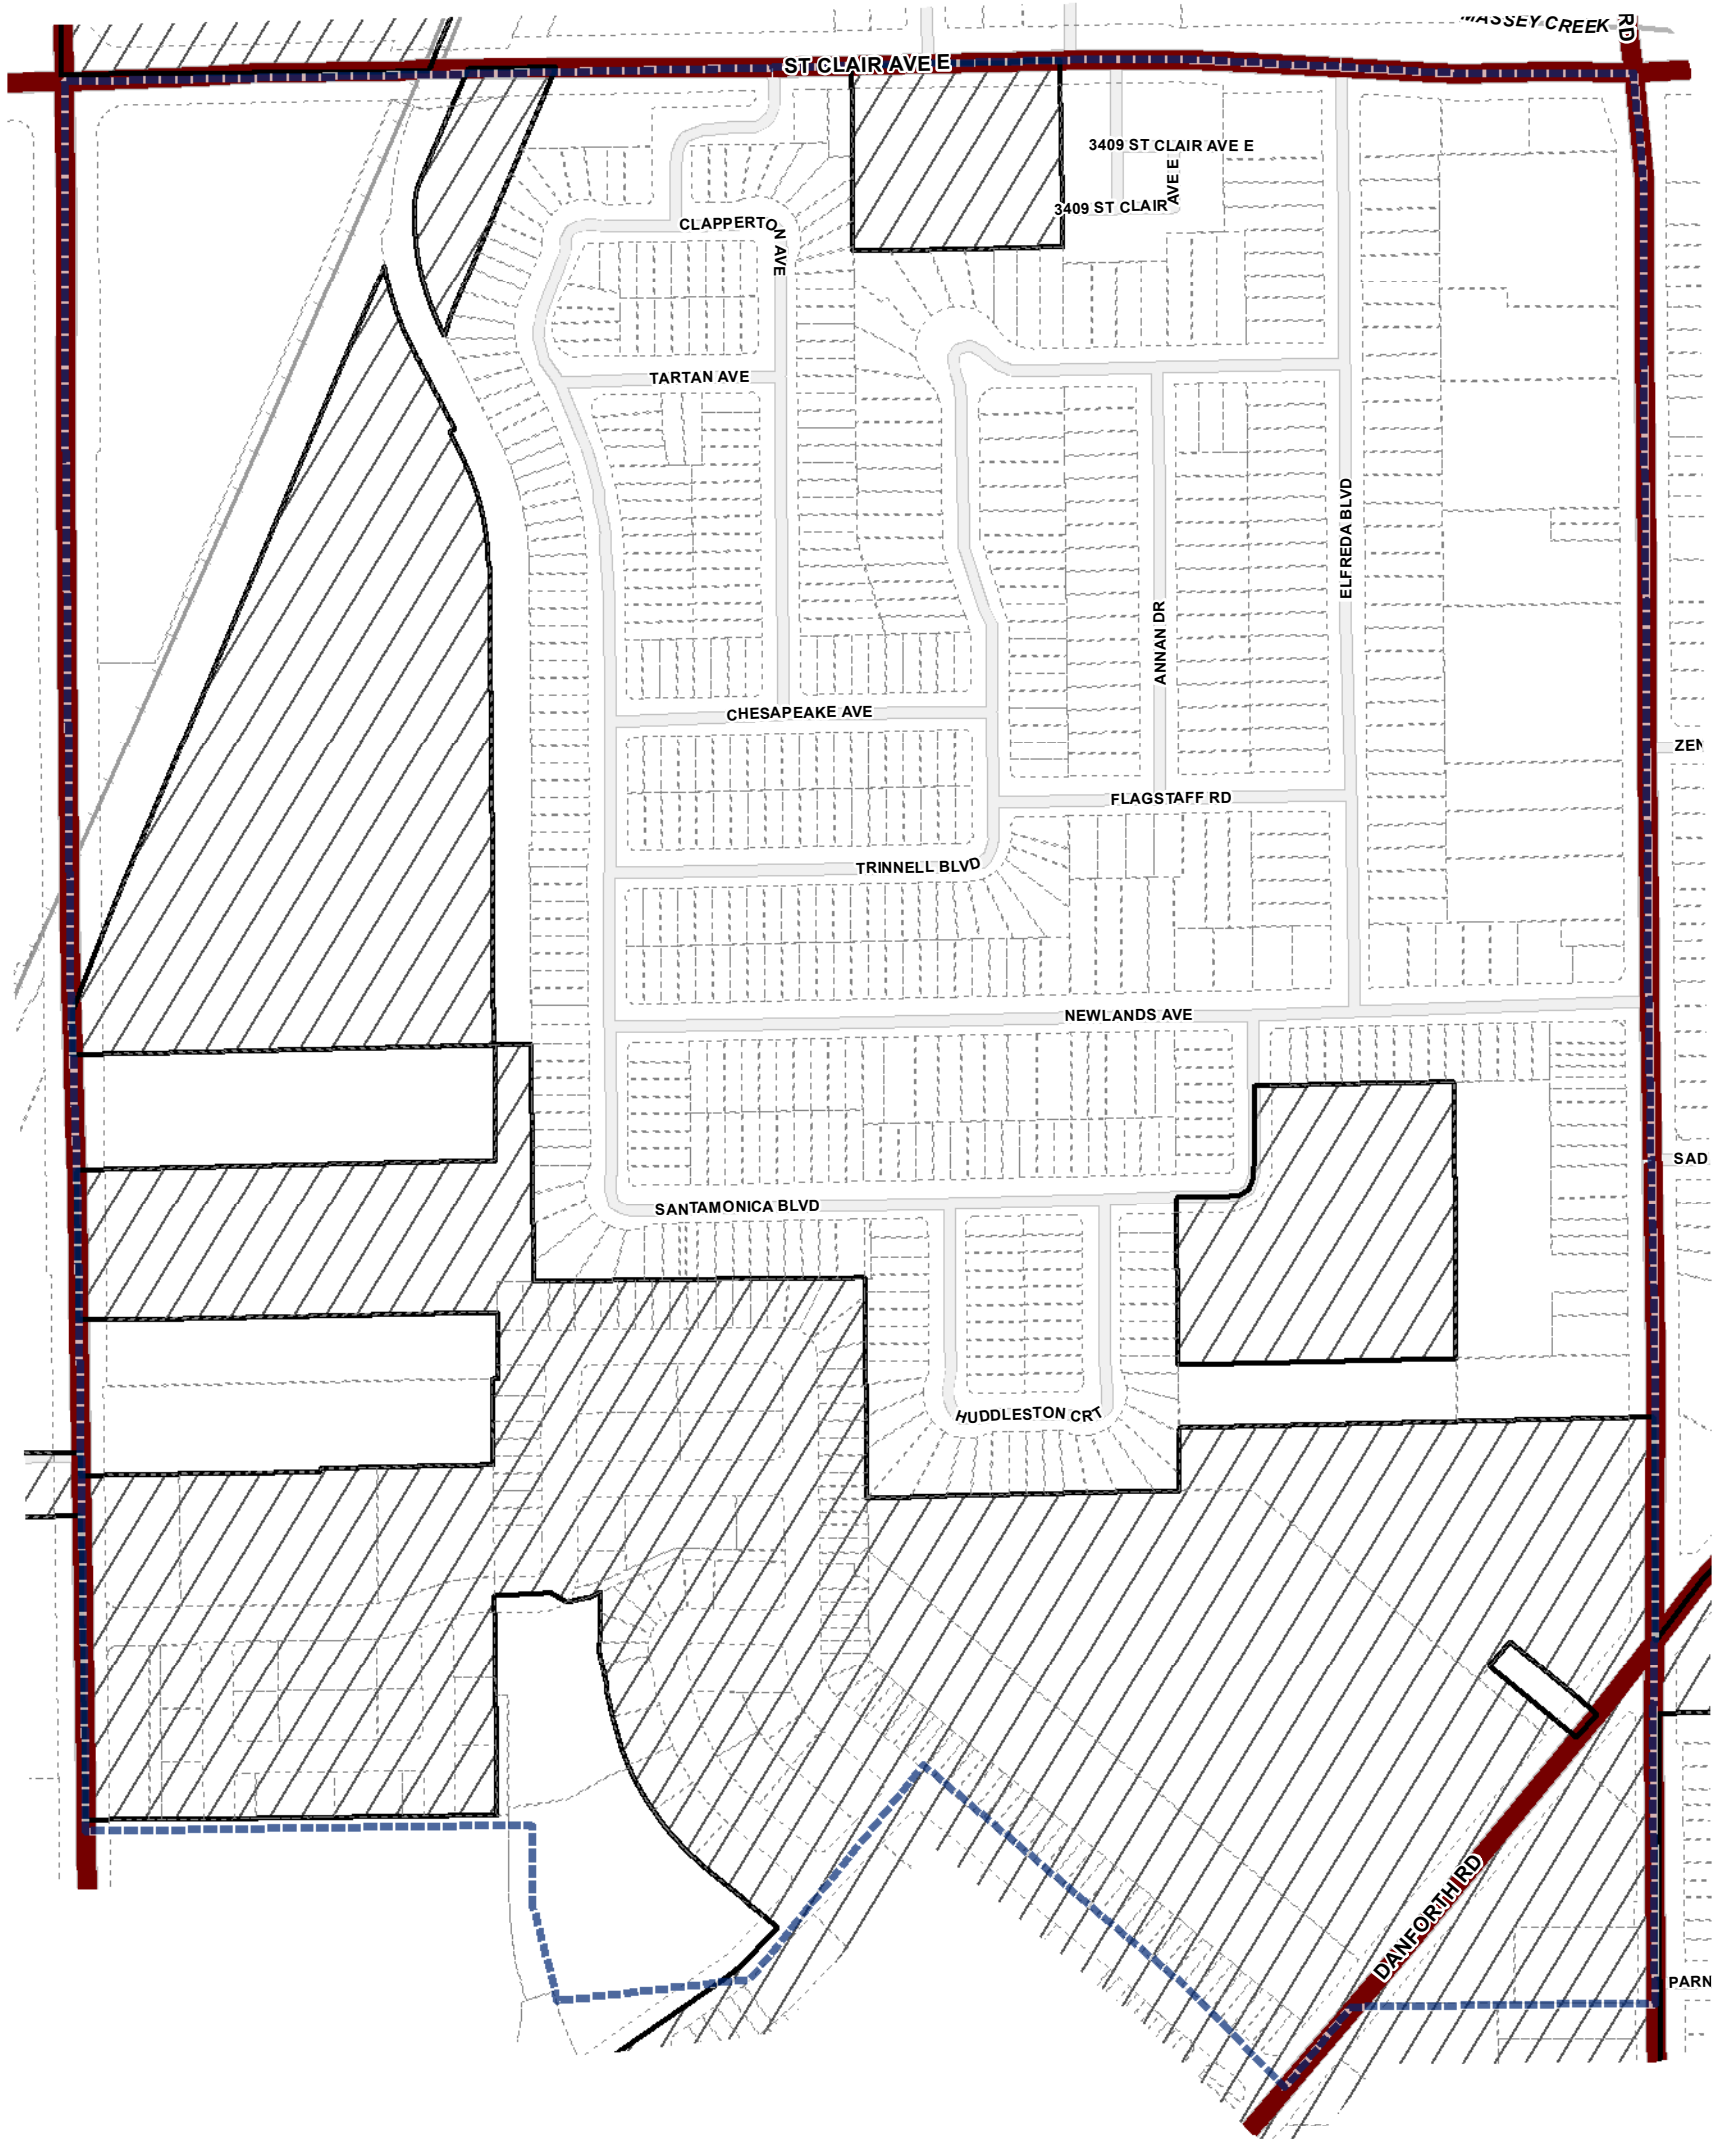 MASSEY CREEK
RD
ST CLAIR AVE E
3409 ST CLAIR AVE E
3409 ST CLAIR AVE E
CLAPPERTON AVE
TARTAN AVE
ELFREDA BLVD
ANNAN DR
CHESAPEAKE AVE
ZEN
FLAGSTAFF RD
TRINNELL BLVD
NEWLANDS AVE
SAD
SANTAMONICA BLVD
HUDDLESTON CRT
DANFORTH RD
PARN